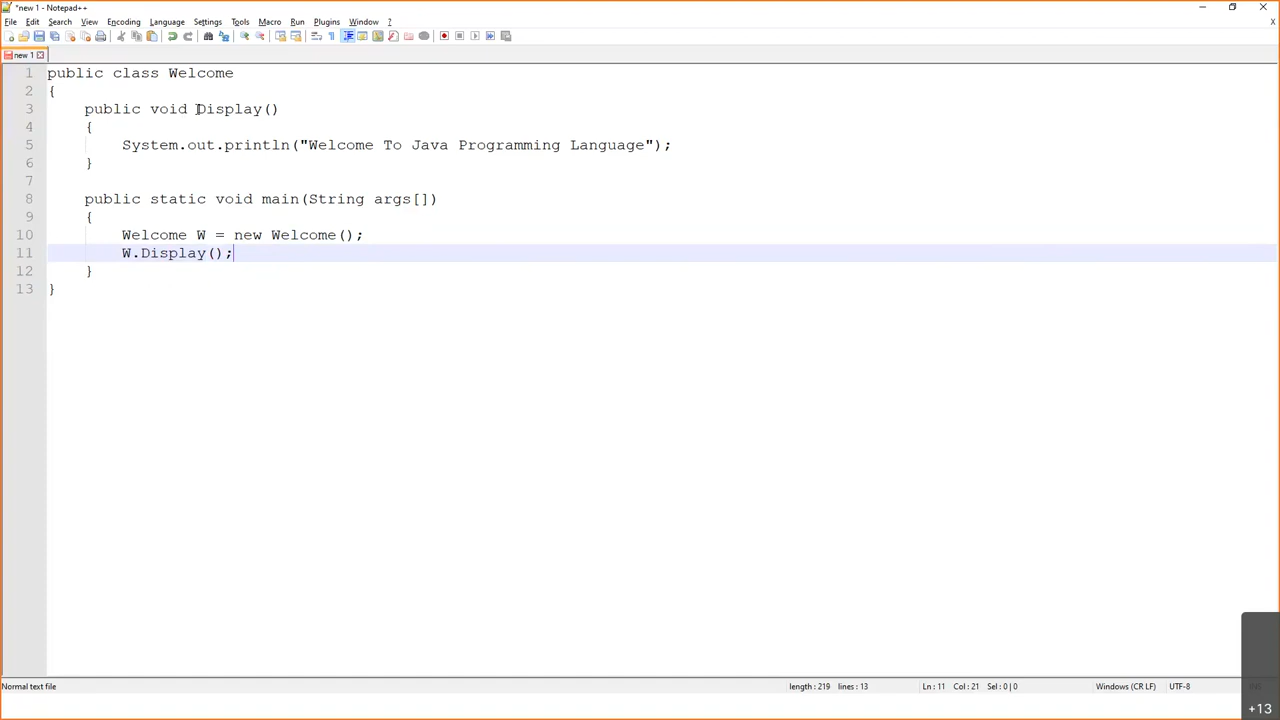 *new 1 - Notepad++
File Edit Search View Encoding Language Settings Tools Macro Run Plugins Window ?
X
new 1
1 public class Welcome
2 {
3 public void Display()
4 {
5 System.out.println("Welcome To Java Programming Language");
6 }
7
8 public static void main(String args[])
9 {
10 Welcome W = new Welcome();
11 W.Display();
12 }
13 }
Normal text file length : 219 lines : 13 Ln : 11 Col : 21 Sel : 0 | 0 Windows (CR LF) UTF-8
+13